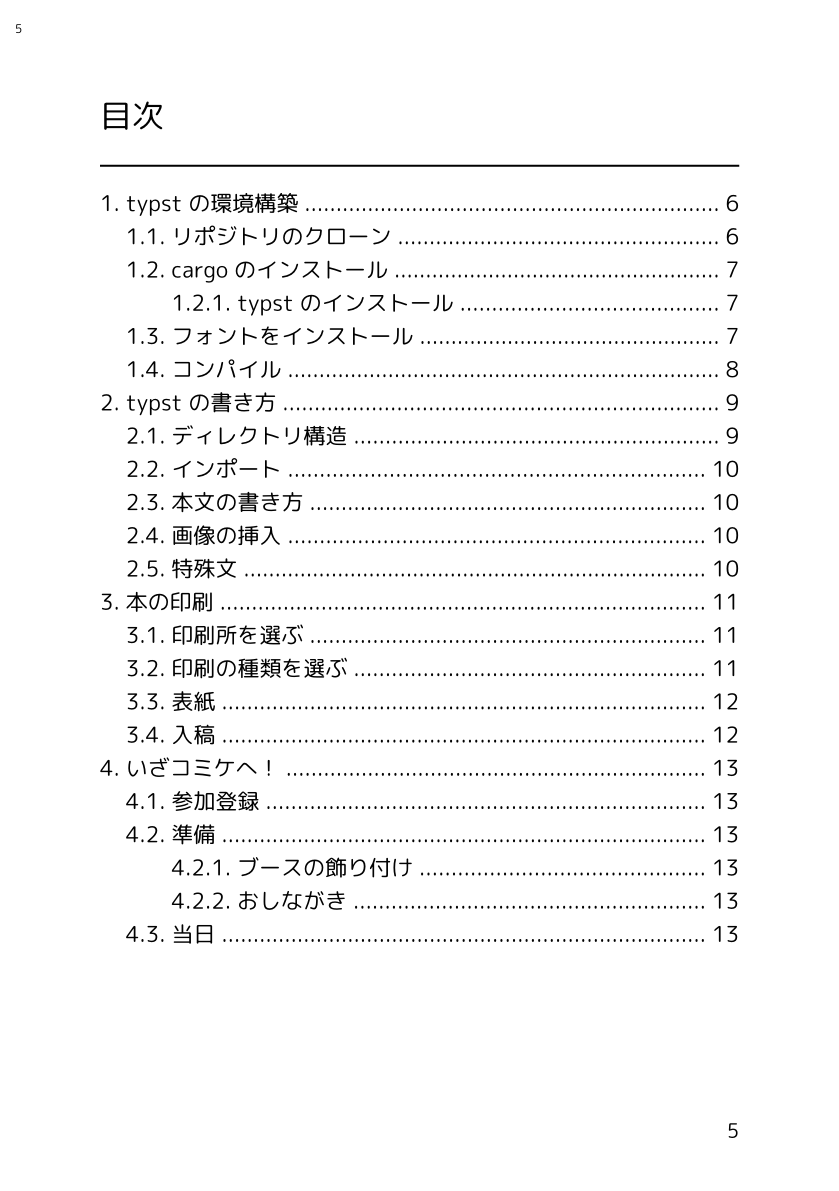 5
目次
1. typst の環境構築 .................................................................. 6
1.1. リポジトリのクローン ................................................... 6
1.2. cargo のインストール .................................................... 7
1.2.1. typst のインストール ......................................... 7
1.3. フォントをインストール ................................................ 7
1.4. コンパイル ..................................................................... 8
2. typst の書き方 ..................................................................... 9
2.1. ディレクトリ構造 .......................................................... 9
2.2. インポート .................................................................. 10
2.3. 本文の書き方 ............................................................... 10
2.4. 画像の挿入 .................................................................. 10
2.5. 特殊文 ......................................................................... 10
3. 本の印刷 ............................................................................. 11
3.1. 印刷所を選ぶ ............................................................... 11
3.2. 印刷の種類を選ぶ ........................................................ 11
3.3. 表紙 ............................................................................. 12
3.4. 入稿 ............................................................................. 12
4. いざコミケへ！ .................................................................. 13
4.1. 参加登録 ...................................................................... 13
4.2. 準備 ............................................................................. 13
4.2.1. ブースの飾り付け ............................................. 13
4.2.2. おしながき ........................................................ 13
4.3. 当日 ............................................................................. 13
5